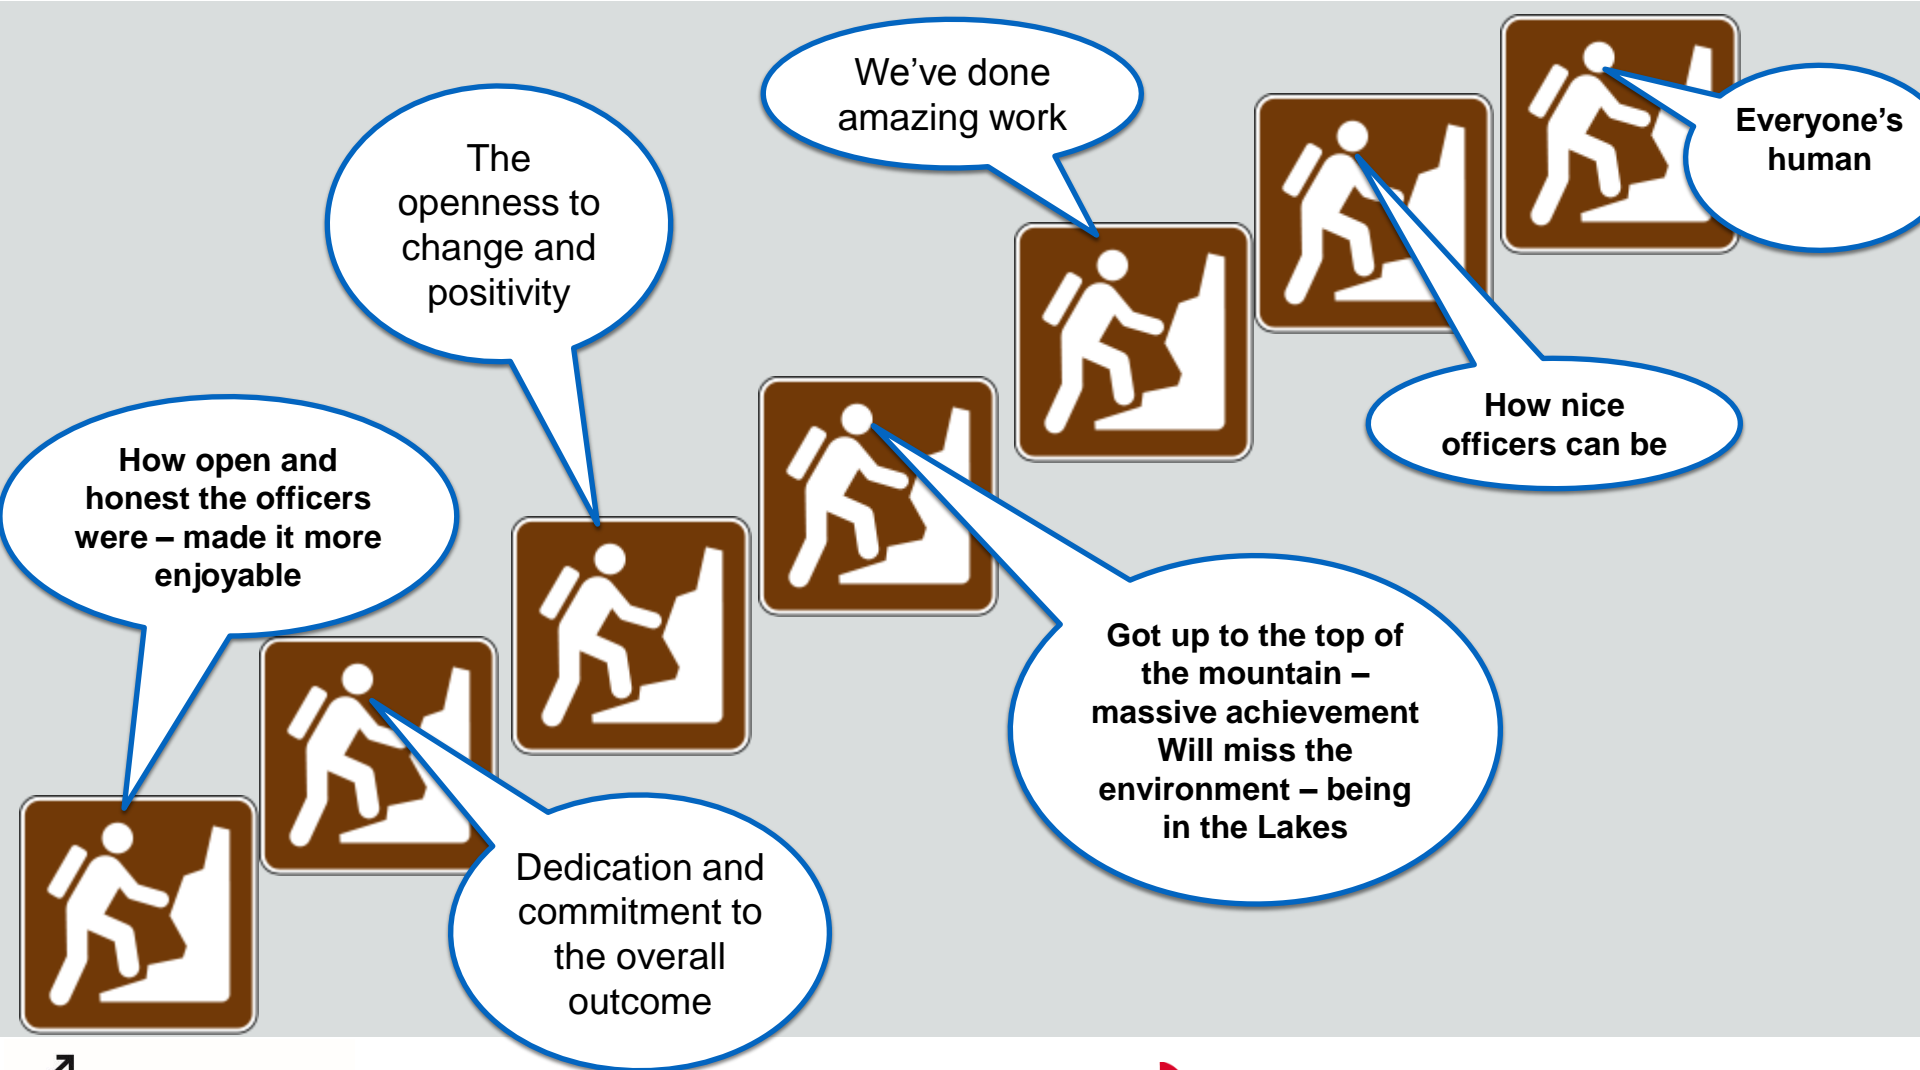 How open and
honest the officers
were – made it more
enjoyable
Dedication and
commitment to
the overall
outcome
The
openness to
change and
positivity
Got up to the top of
the mountain –
massive achievement
Will miss the
environment – being
in the Lakes
We’ve done
amazing work
How nice
officers can be
Everyone’s
human